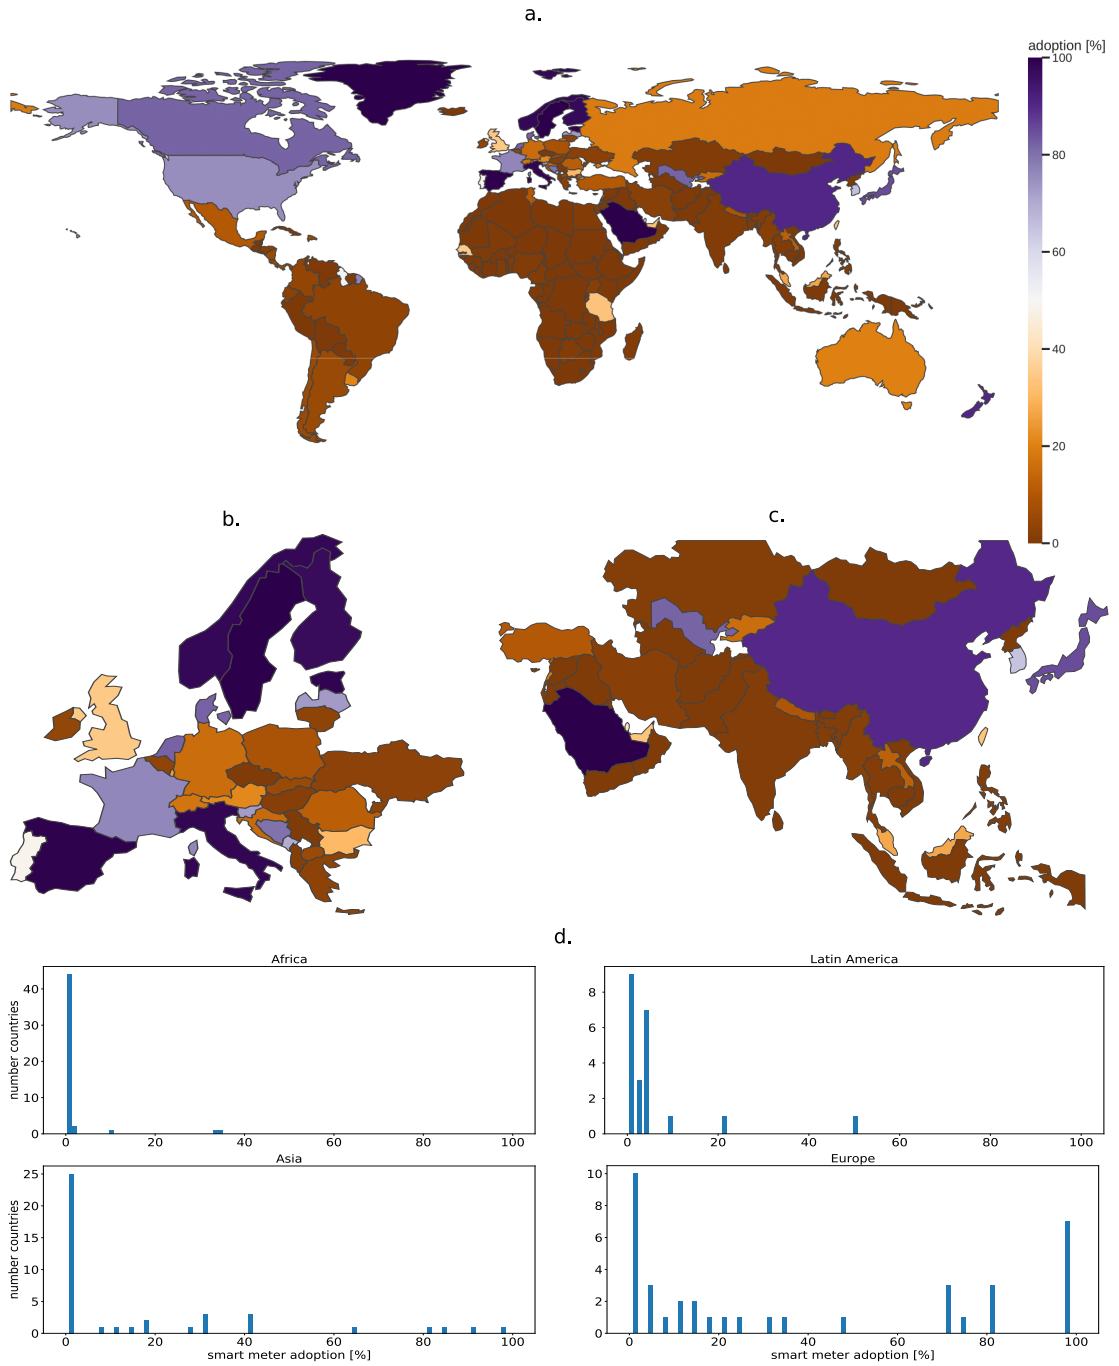 a.
adoption [%]
100
80
60
40
20
0
b.
c.
d.
Africa
number countries
40
30
20
10
0
0 20 40 60 80 100
Latin America
8
6
4
2
0
0 20 40 60 80 100
Asia
number countries
25
20
15
10
5
0
0 20 40 60 80 100
smart meter adoption [%]
Europe
10
8
6
4
2
0
0 20 40 60 80 100
smart meter adoption [%]